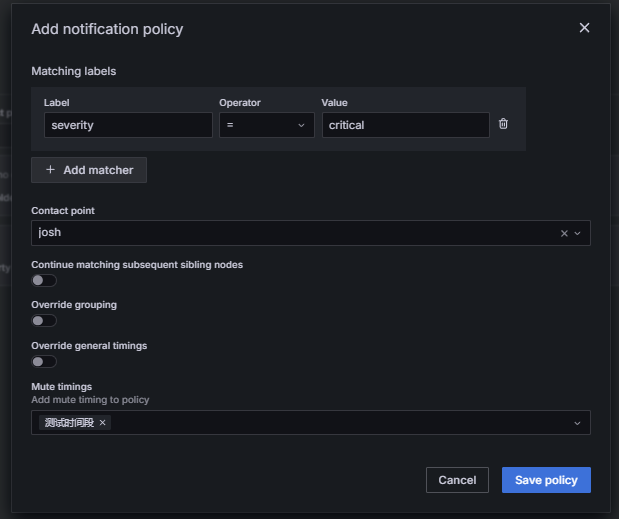 Add notification policy
Matching labels
Label Operator Value
severity = critical
+ Add matcher
Contact point
josh
Continue matching subsequent sibling nodes
Override grouping
Override general timings
Mute timings
Add mute timing to policy
测试时间段
Cancel Save policy